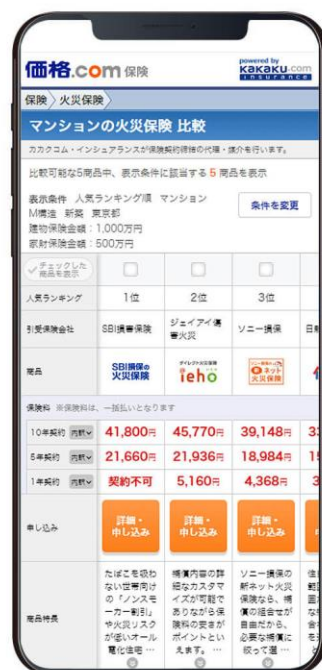 価格.com 保険
powered by
kakaku.com
insurance
保険 火災保険
マンションの火災保険 比較
カカクコム・インシュアランスが保険契約締結の代理・媒介を行います。
比較可能な5商品中、表示条件に該当する 5 商品を表示
表示条件 人気ランキング順 マンション
M構造 新築 東京都
建物保険金額：1,000万円
家財保険金額：500万円
条件を変更
チェックした
商品を表示
人気ランキング 1位 2位 3位
引受保険会社 SBI損害保険 ジェイアイ傷害火災 ソニー損保
商品
SBI損保の
火災保険
ダイレクト火災保険
iehô
ネット
火災保険
保険料 ※保険料は、一括払いとなります
10年契約 内訳 41,800円 45,770円 39,148円
5年契約 内訳 21,660円 21,936円 18,984円
1年契約 内訳 契約不可 5,160円 4,368円
申し込み
詳細・
申し込み
詳細・
申し込み
詳細・
申し込み
商品特長
たばこを吸わ
ない世帯向け
の「ノンスモ
ーカー割引」
や火災リスク
が低いオール
電化住宅 …
補償内容の詳
細なカスタマ
イズが可能で
ありながら保
険料の安さが
ポイントとい
えます。 …
ソニー損保の
新ネット火災
保険なら、補
償の組合せが
自由だから、
必要な補償に
絞って選 …